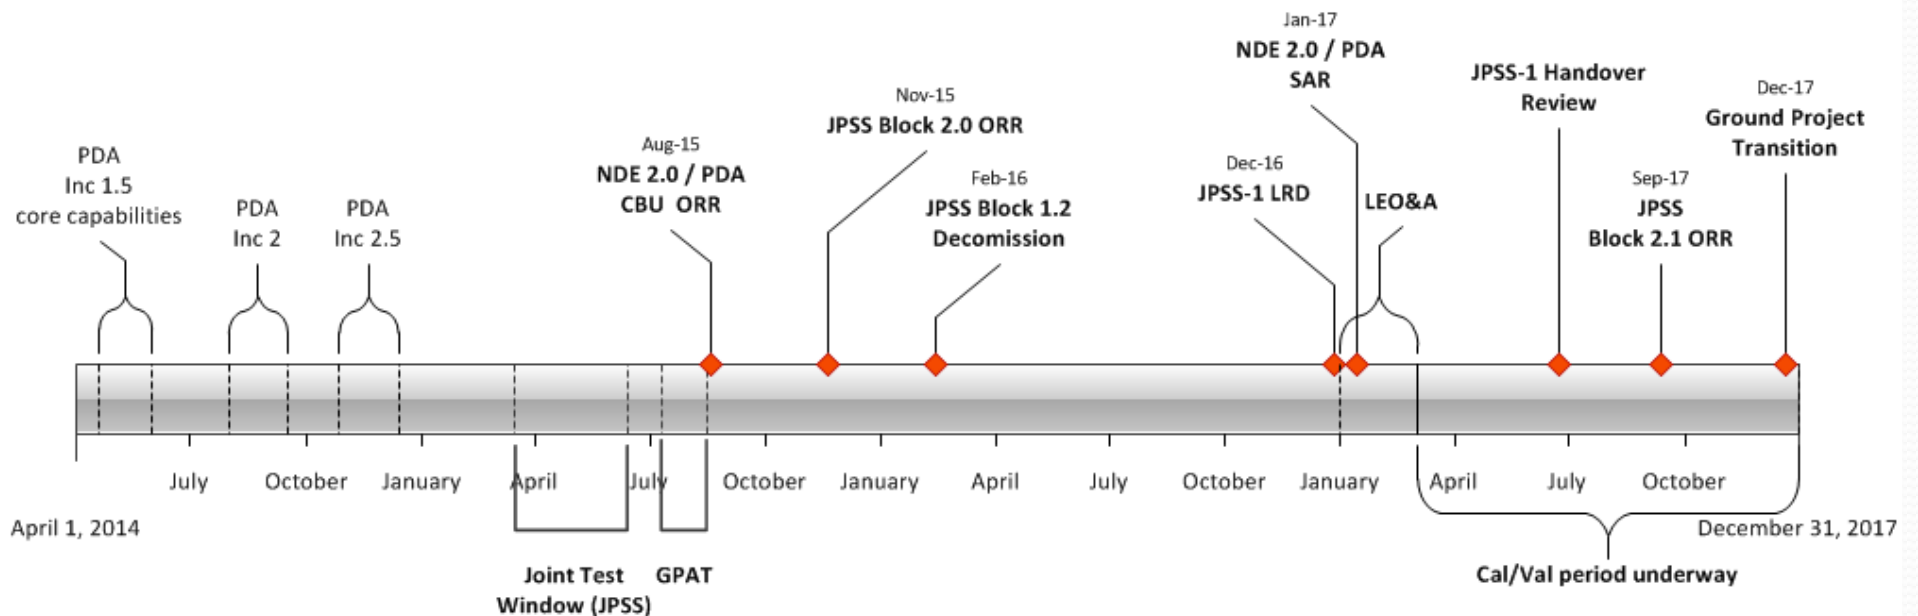 PDA
Inc 1.5
core capabilities
PDA
Inc 2
PDA
Inc 2.5
Aug-15
NDE 2.0 / PDA
CBU ORR
Nov-15
JPSS Block 2.0 ORR
Feb-16
JPSS Block 1.2
Decomission
Dec-16
JPSS-1 LRD
Jan-17
NDE 2.0 / PDA
SAR
LEO&A
JPSS-1 Handover
Review
Sep-17
JPSS
Block 2.1 ORR
Dec-17
Ground Project
Transition
July
October
January
April
July
October
January
April
July
October
January
April
July
October
April 1, 2014
December 31, 2017
Joint Test
Window (JPSS)
GPAT
Cal/Val period underway